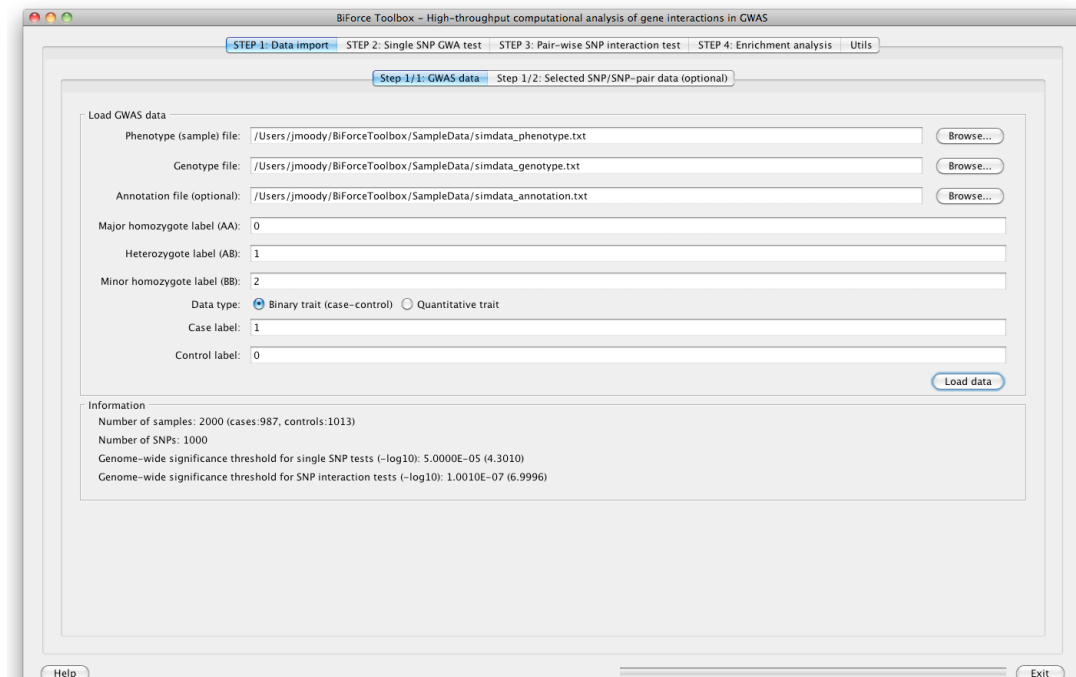 BiForce Toolbox - High-throughput computational analysis of gene interactions in GWAS
STEP 1: Data import STEP 2: Single SNP GWA test STEP 3: Pair-wise SNP interaction test STEP 4: Enrichment analysis Utils
Step 1/1: GWAS data Step 1/2: Selected SNP/SNP-pair data (optional)
Load GWAS data
Phenotype (sample) file: /Users/jmoody/BiForceToolbox/SampleData/simdata_phenotype.txt Browse...
Genotype file: /Users/jmoody/BiForceToolbox/SampleData/simdata_genotype.txt Browse...
Annotation file (optional): /Users/jmoody/BiForceToolbox/SampleData/simdata_annotation.txt Browse...
Major homozygote label (AA): 0
Heterozygote label (AB): 1
Minor homozygote label (BB): 2
Data type: Binary trait (case-control) Quantitative trait
Case label: 1
Control label: 0
Load data
Information
Number of samples: 2000 (cases:987, controls:1013)
Number of SNPs: 1000
Genome-wide significance threshold for single SNP tests (-log10): 5.0000E-05 (4.3010)
Genome-wide significance threshold for SNP interaction tests (-log10): 1.0010E-07 (6.9996)
Help Exit